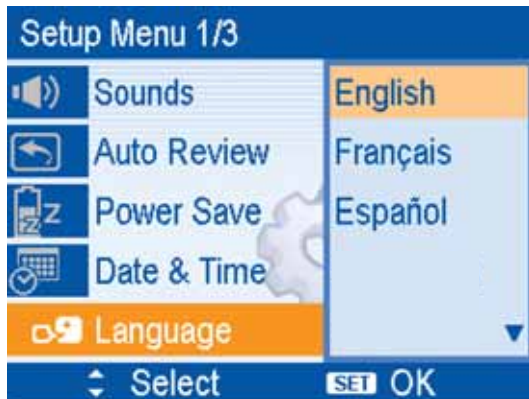 Setup Menu 1/3
Sounds
Auto Review
Power Save
Date & Time
Language
English
Français
Español
Select
SET OK